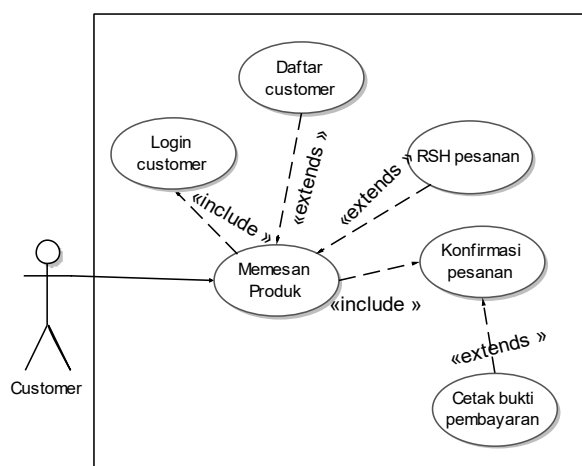 Daftar
customer
Login
customer
«extends »
RSH pesanan
«extends »
«include »
Memesan
Produk
Konfirmasi
pesanan
«include »
«extends »
Customer
Cetak bukti
pembayaran